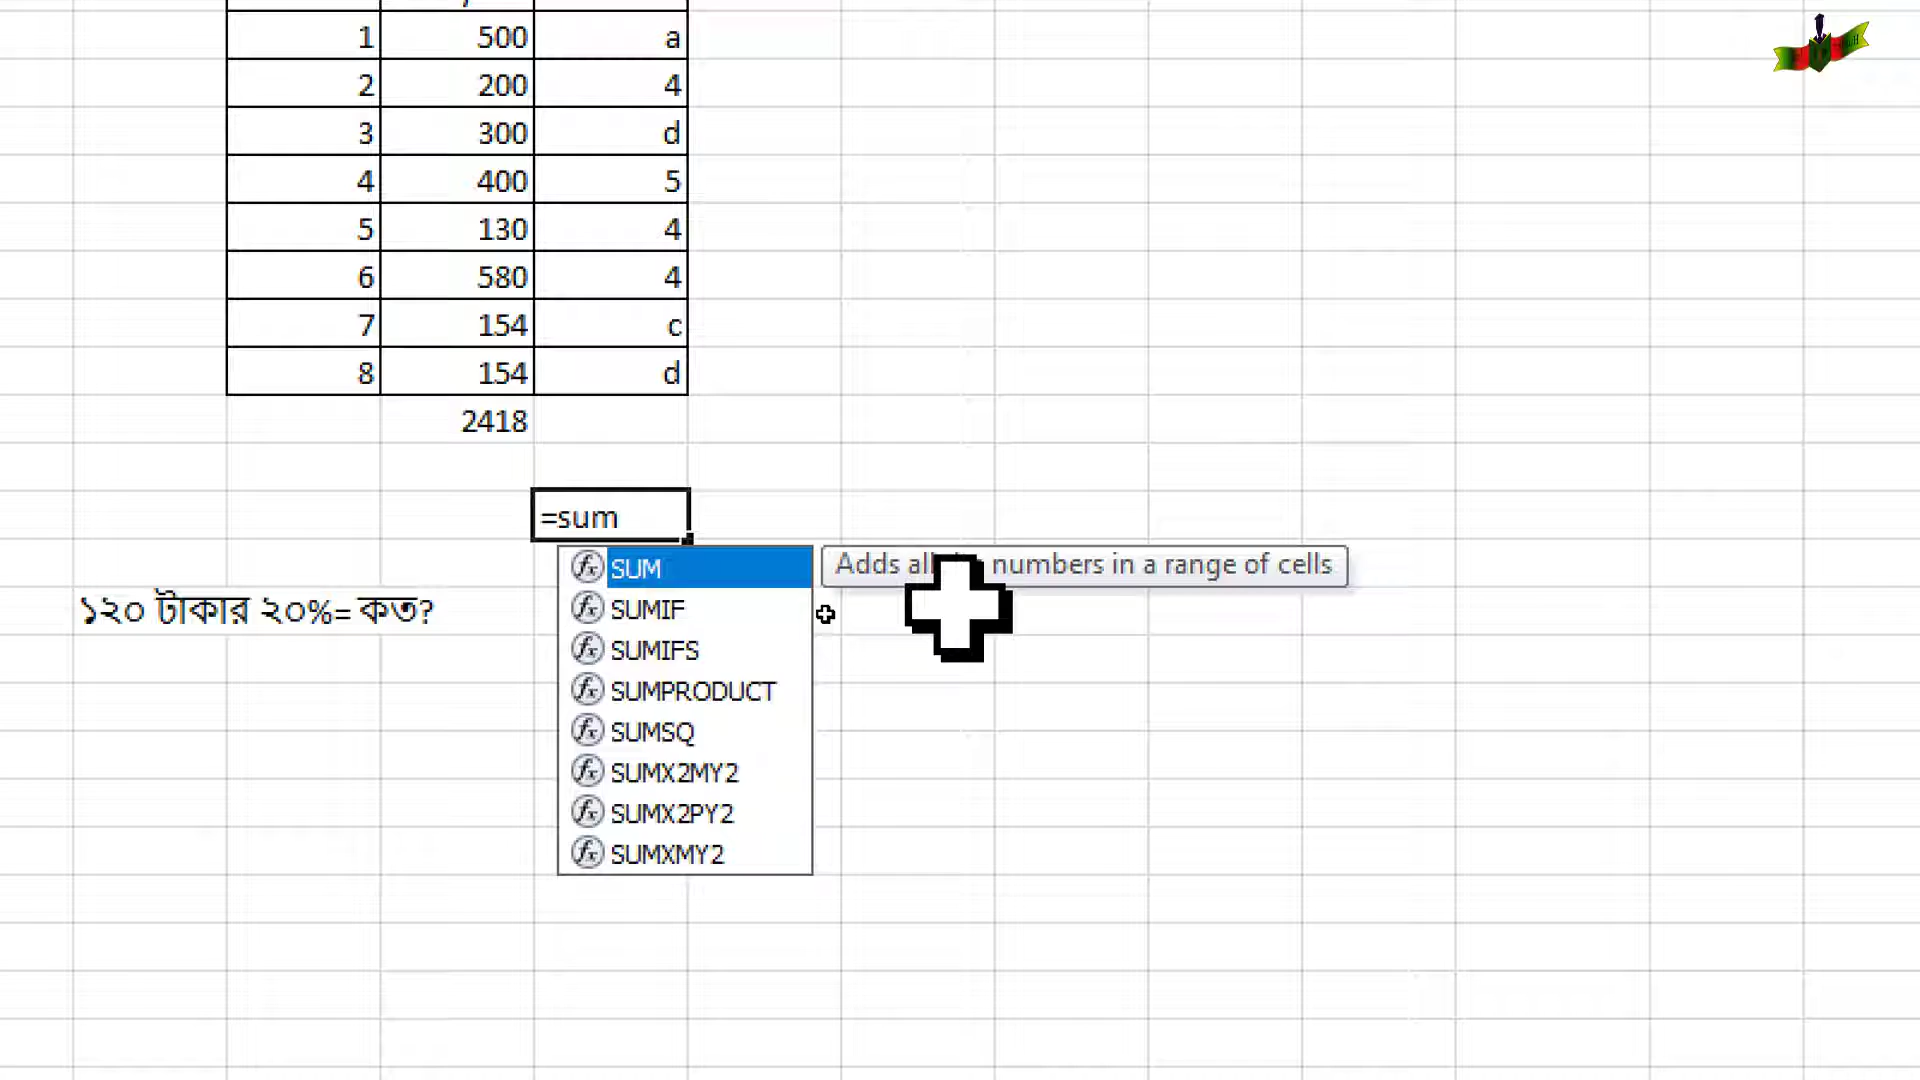 1 500 a
2 200 4
3 300 d
4 400 5
5 130 4
6 580 4
7 154 c
8 154 d
2418
=sum
SUM Adds all numbers in a range of cells
১২০ টাকার ২০%= কত? SUMIF
SUMIFS
SUMPRODUCT
SUMSQ
SUMX2MY2
SUMX2PY2
SUMXMY2